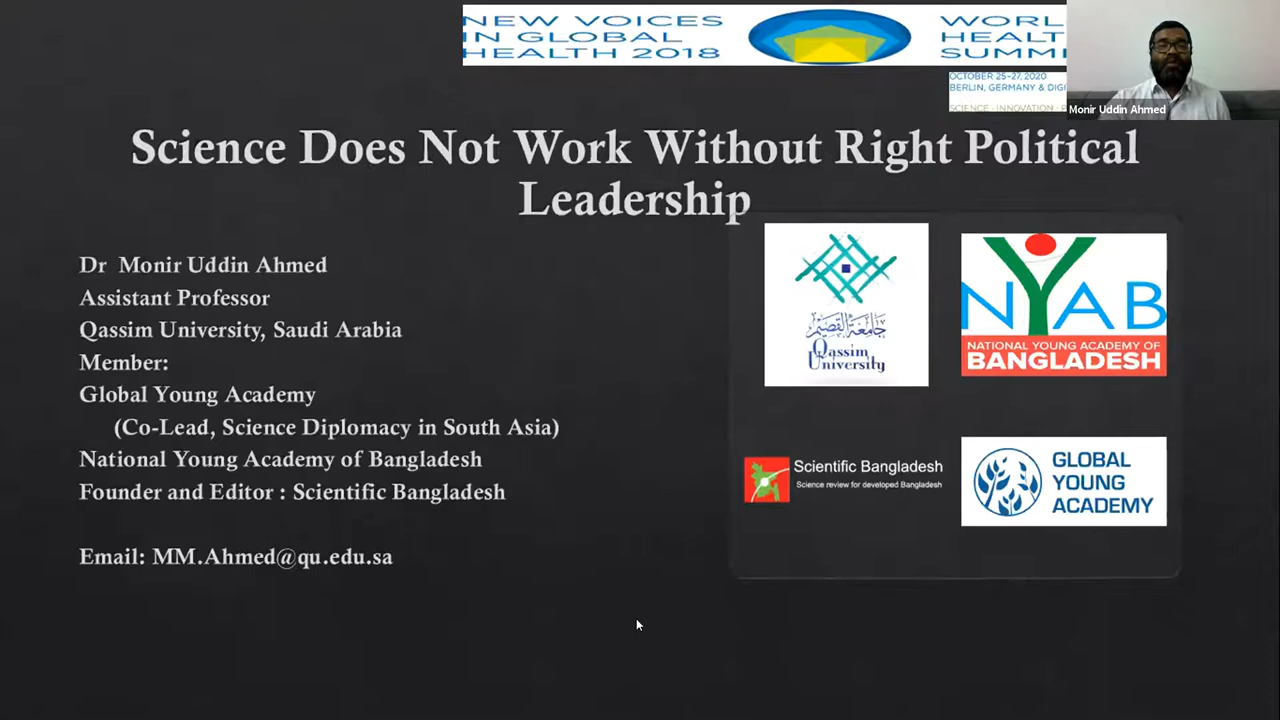 NEW VOICES
IN GLOBAL
HEALTH 2018
WORL
HEALT
SUMMI
OCTOBER 25-27, 2020
BERLIN, GERMANY & DIGI
SCIENCE · INNOVATION ·
Monir Uddin Ahmed
Science Does Not Work Without Right Political
Leadership
Dr Monir Uddin Ahmed
Assistant Professor
Qassim University, Saudi Arabia
Member:
Global Young Academy
(Co-Lead, Science Diplomacy in South Asia)
National Young Academy of Bangladesh
Founder and Editor : Scientific Bangladesh
Email: MM.Ahmed@qu.edu.sa
جامعة القصيم
Qassim
University
NYAB
NATIONAL YOUNG ACADEMY OF
BANGLADESH
Scientific Bangladesh
Science review for developed Bangladesh
GLOBAL
YOUNG
ACADEMY